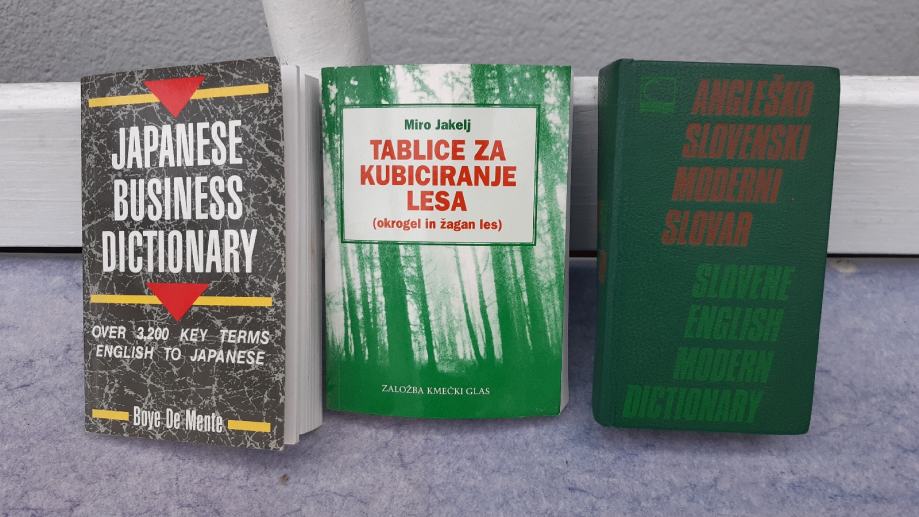 JAPANESE
BUSINESS
DICTIONARY
OVER 3,200 KEY TERMS
ENGLISH TO JAPANESE
Boye De Mente
Miro Jakelj
TABLICE ZA
KUBICIRANJE
LESA
(okrogel in žagan les)
ZALOŽBA KMEČKI GLAS
ANGLEŠKO
SLOVENSKI
MODERNI
SLOVAR
SLOVENE
ENGLISH
MODERN
DICTIONARY